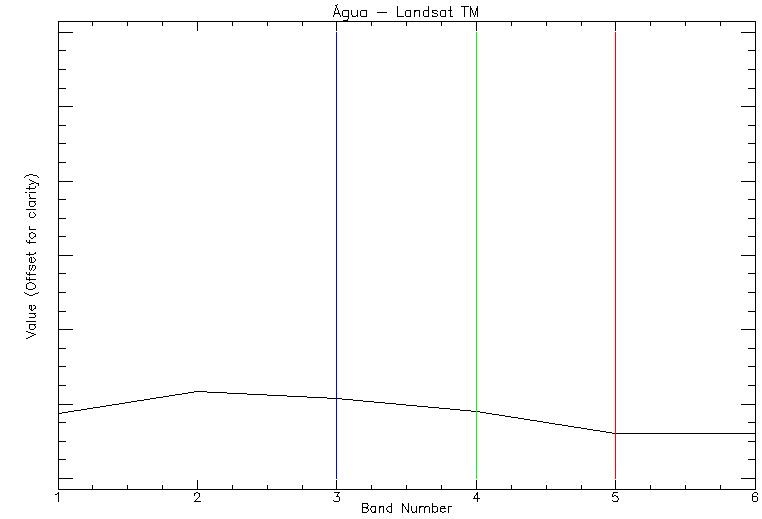 Água – Landsat TM
Value (Offset for clarity)
1 2 3 4 5 6
Band Number